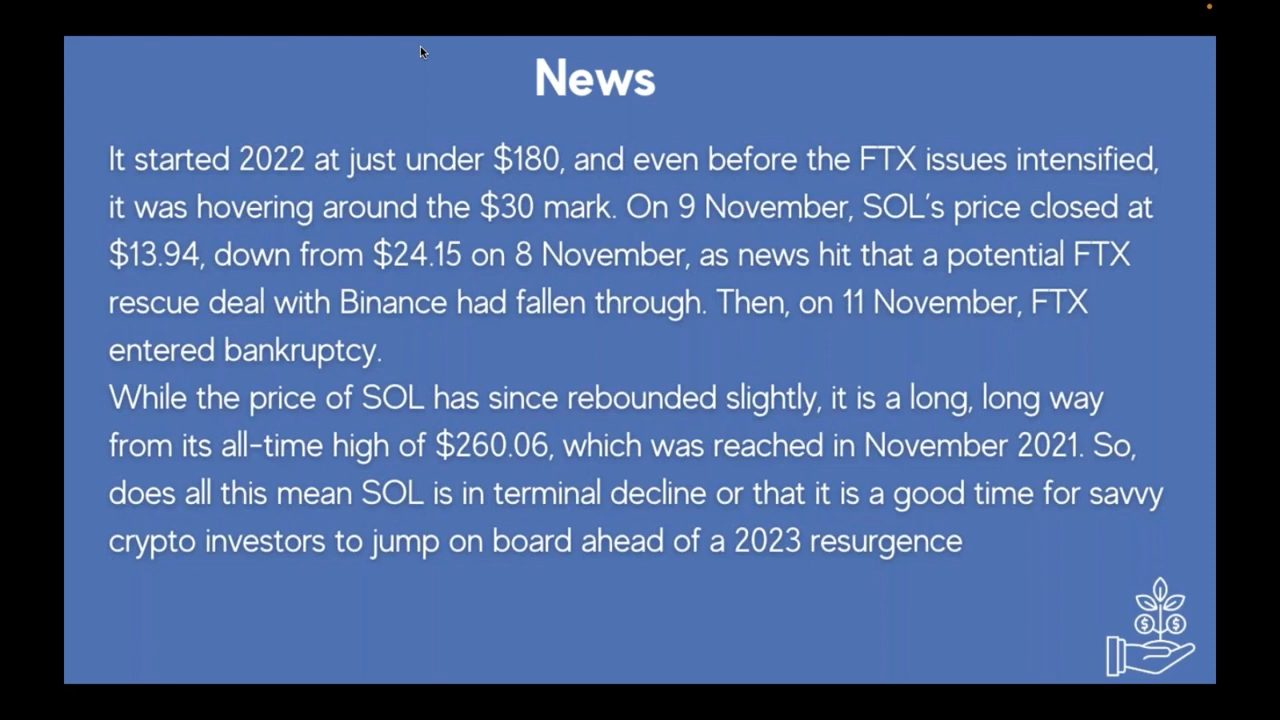 News
It started 2022 at just under $180, and even before the FTX issues intensified,
it was hovering around the $30 mark. On 9 November, SOL's price closed at
$13.94, down from $24.15 on 8 November, as news hit that a potential FTX
rescue deal with Binance had fallen through. Then, on 11 November, FTX
entered bankruptcy.
While the price of SOL has since rebounded slightly, it is a long, long way
from its all-time high of $260.06, which was reached in November 2021. So,
does all this mean SOL is in terminal decline or that it is a good time for savvy
crypto investors to jump on board ahead of a 2023 resurgence
$ $